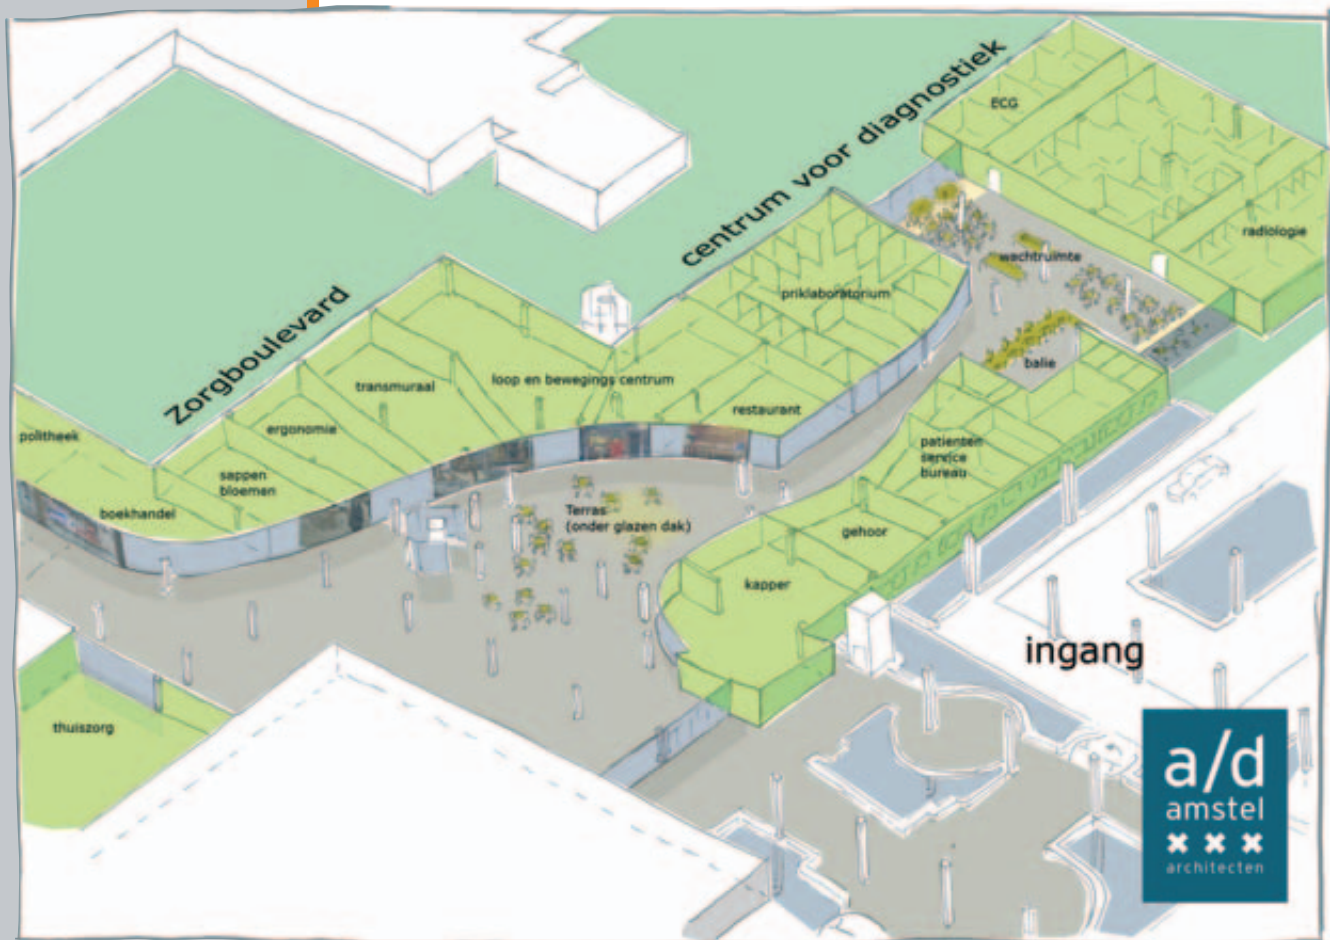 centrum voor diagnostiek
Zorgboulevard
ECG
radiologie
wachtruimte
priklaboratorium
balie
loop en bewegings centrum
transmuraal
restaurant
ergonomie
politheek
sappen
bloemen
boekhandel
patienten
service
bureau
Terras
(onder glazen dak)
gehoor
kapper
ingang
thuiszorg
a/d
amstel
xxx
architecten